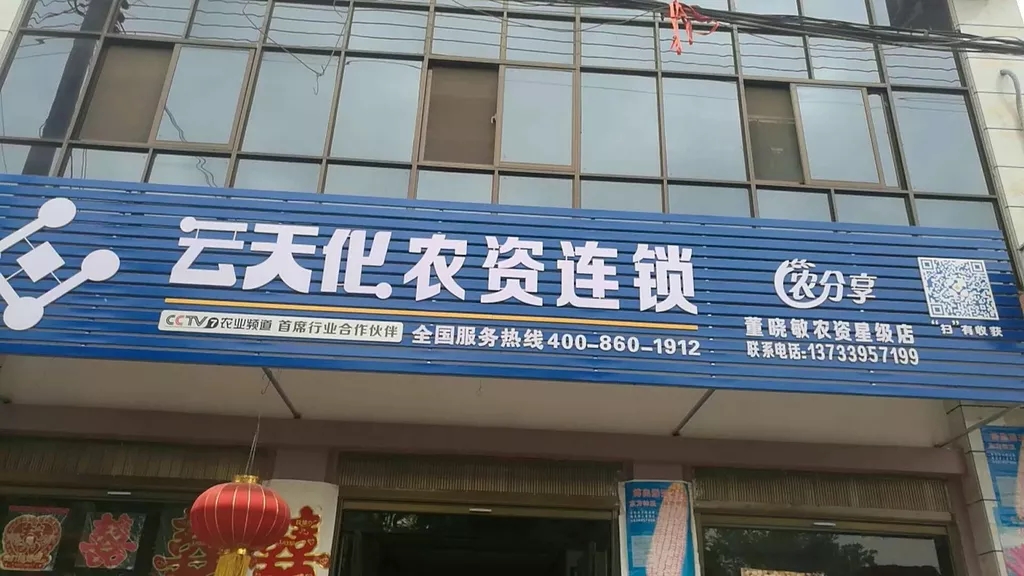 云天化农资连锁
CCTV7农业频道 首席行业合作伙伴
全国服务热线400-860-1912
农分享
董晓敏农资星级店
联系电话:13733957199
“扫”有收获